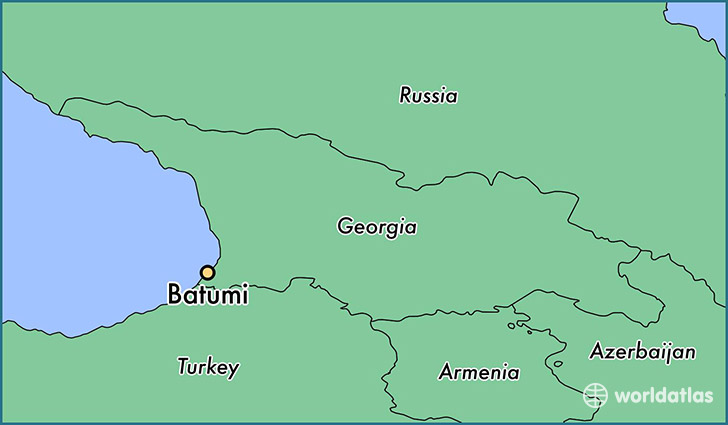 Russia
Georgia
Batumi
Turkey
Armenia
Azerbaijan
worldatlas